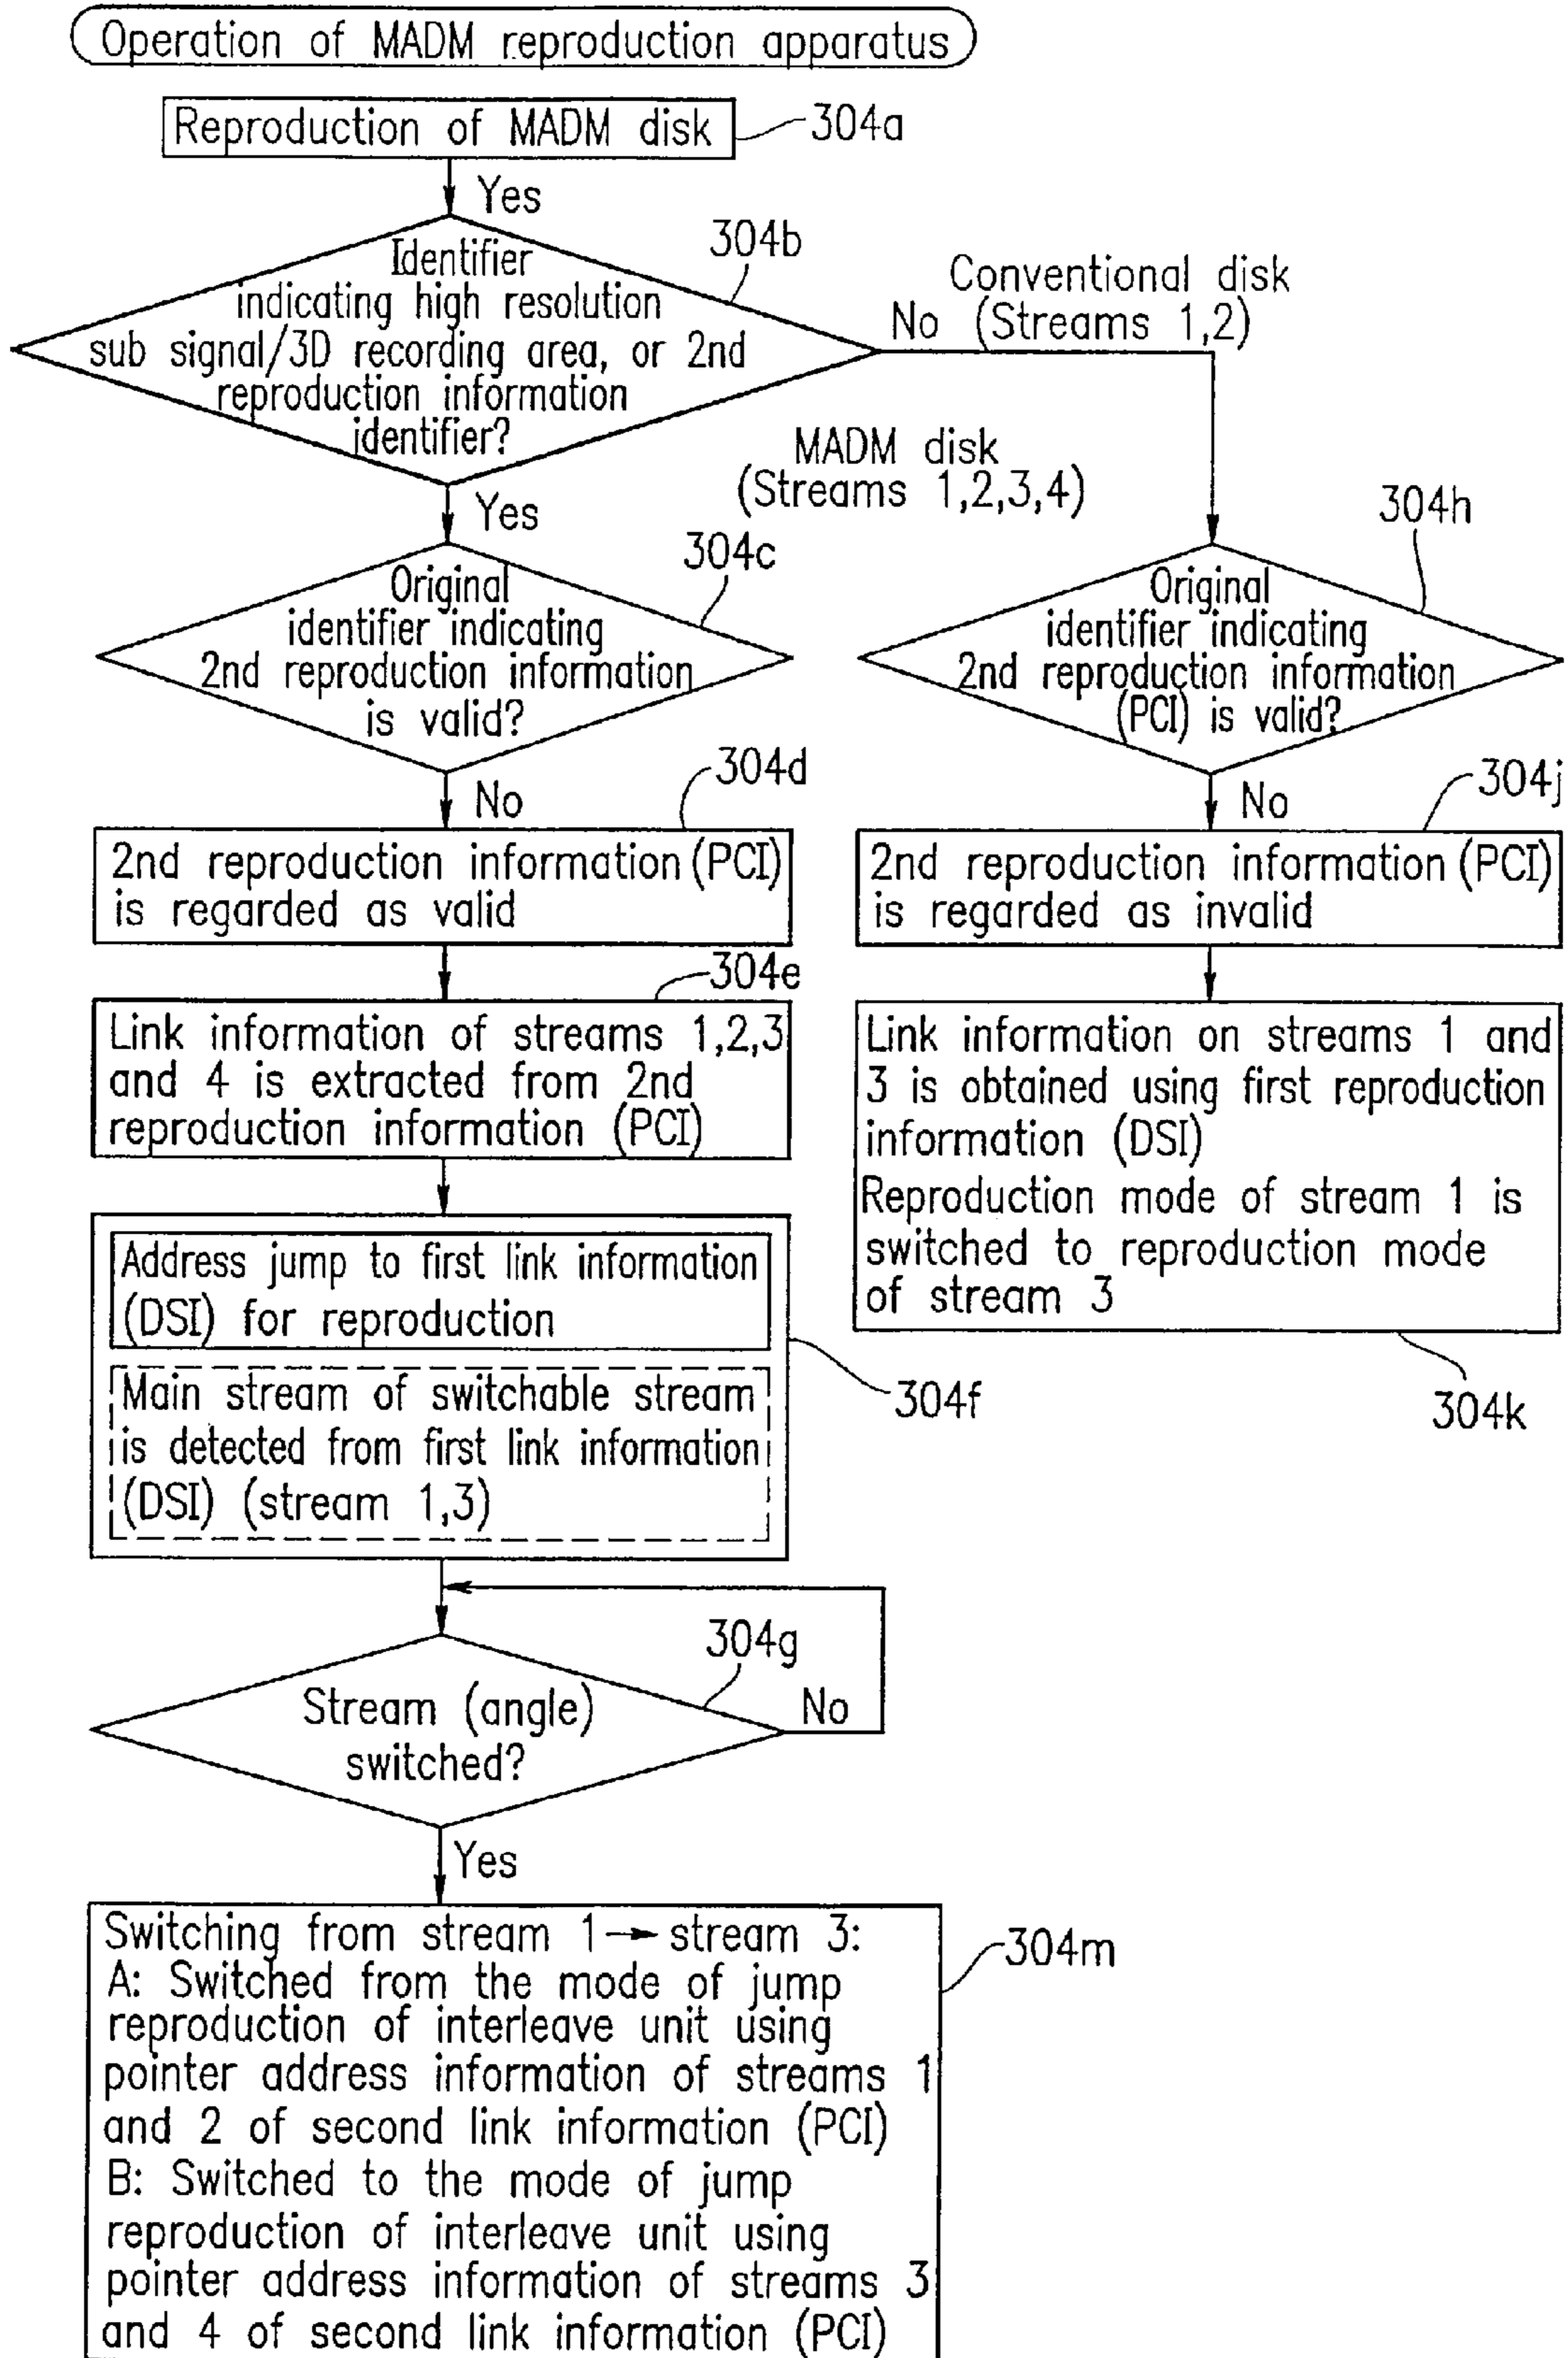 Operation of MADM reproduction apparatus
Reproduction of MADM disk
304a
Yes
304b
Identifier
indicating high resolution
sub signal/3D recording area, or 2nd
reproduction information
identifier?
Conventional disk
No (Streams 1,2)
MADM disk
(Streams 1,2,3,4)
Yes
304c
Original
identifier indicating
2nd reproduction information
is valid?
304h
Original
identifier indicating
2nd reproduction information
(PCI) is valid?
No
304d
2nd reproduction information (PCI)
is regarded as valid
No
304j
2nd reproduction information (PCI)
is regarded as invalid
304e
Link information of streams 1,2,3
and 4 is extracted from 2nd
reproduction information (PCI)
Link information on streams 1 and
3 is obtained using first reproduction
information (DSI)
Reproduction mode of stream 1 is
switched to reproduction mode
of stream 3
304k
Address jump to first link information
(DSI) for reproduction
Main stream of switchable stream
is detected from first link information
(DSI) (stream 1,3)
304f
304g
Stream (angle)
switched?
No
Yes
Switching from stream 1→ stream 3:
A: Switched from the mode of jump
reproduction of interleave unit using
pointer address information of streams 1
and 2 of second link information (PCI)
B: Switched to the mode of jump
reproduction of interleave unit using
pointer address information of streams 3
and 4 of second link information (PCI)
304m